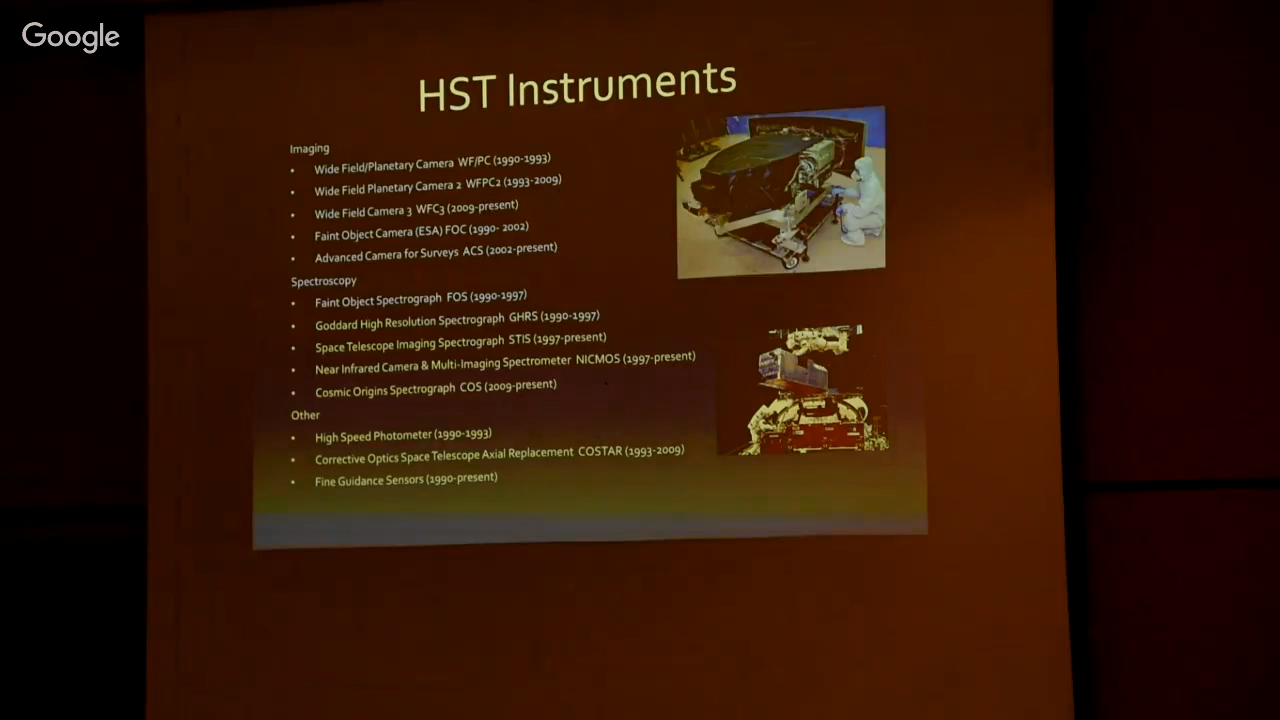 Google
HST Instruments
Imaging
• Wide Field/Planetary Camera WF/PC (1990-1993)
• Wide Field Planetary Camera 2 WFPC2 (1993-2009)
• Wide Field Camera 3 WFC3 (2009-present)
• Faint Object Camera (ESA) FOC (1990- 2002)
• Advanced Camera for Surveys ACS (2002-present)
Spectroscopy
• Faint Object Spectrograph FOS (1990-1997)
• Goddard High Resolution Spectrograph GHRS (1990-1997)
• Space Telescope Imaging Spectrograph STIS (1997-present)
• Near Infrared Camera & Multi-Imaging Spectrometer NICMOS (1997-present)
• Cosmic Origins Spectrograph COS (2009-present)
Other
• High Speed Photometer (1990-1993)
• Corrective Optics Space Telescope Axial Replacement COSTAR (1993-2009)
• Fine Guidance Sensors (1990-present)